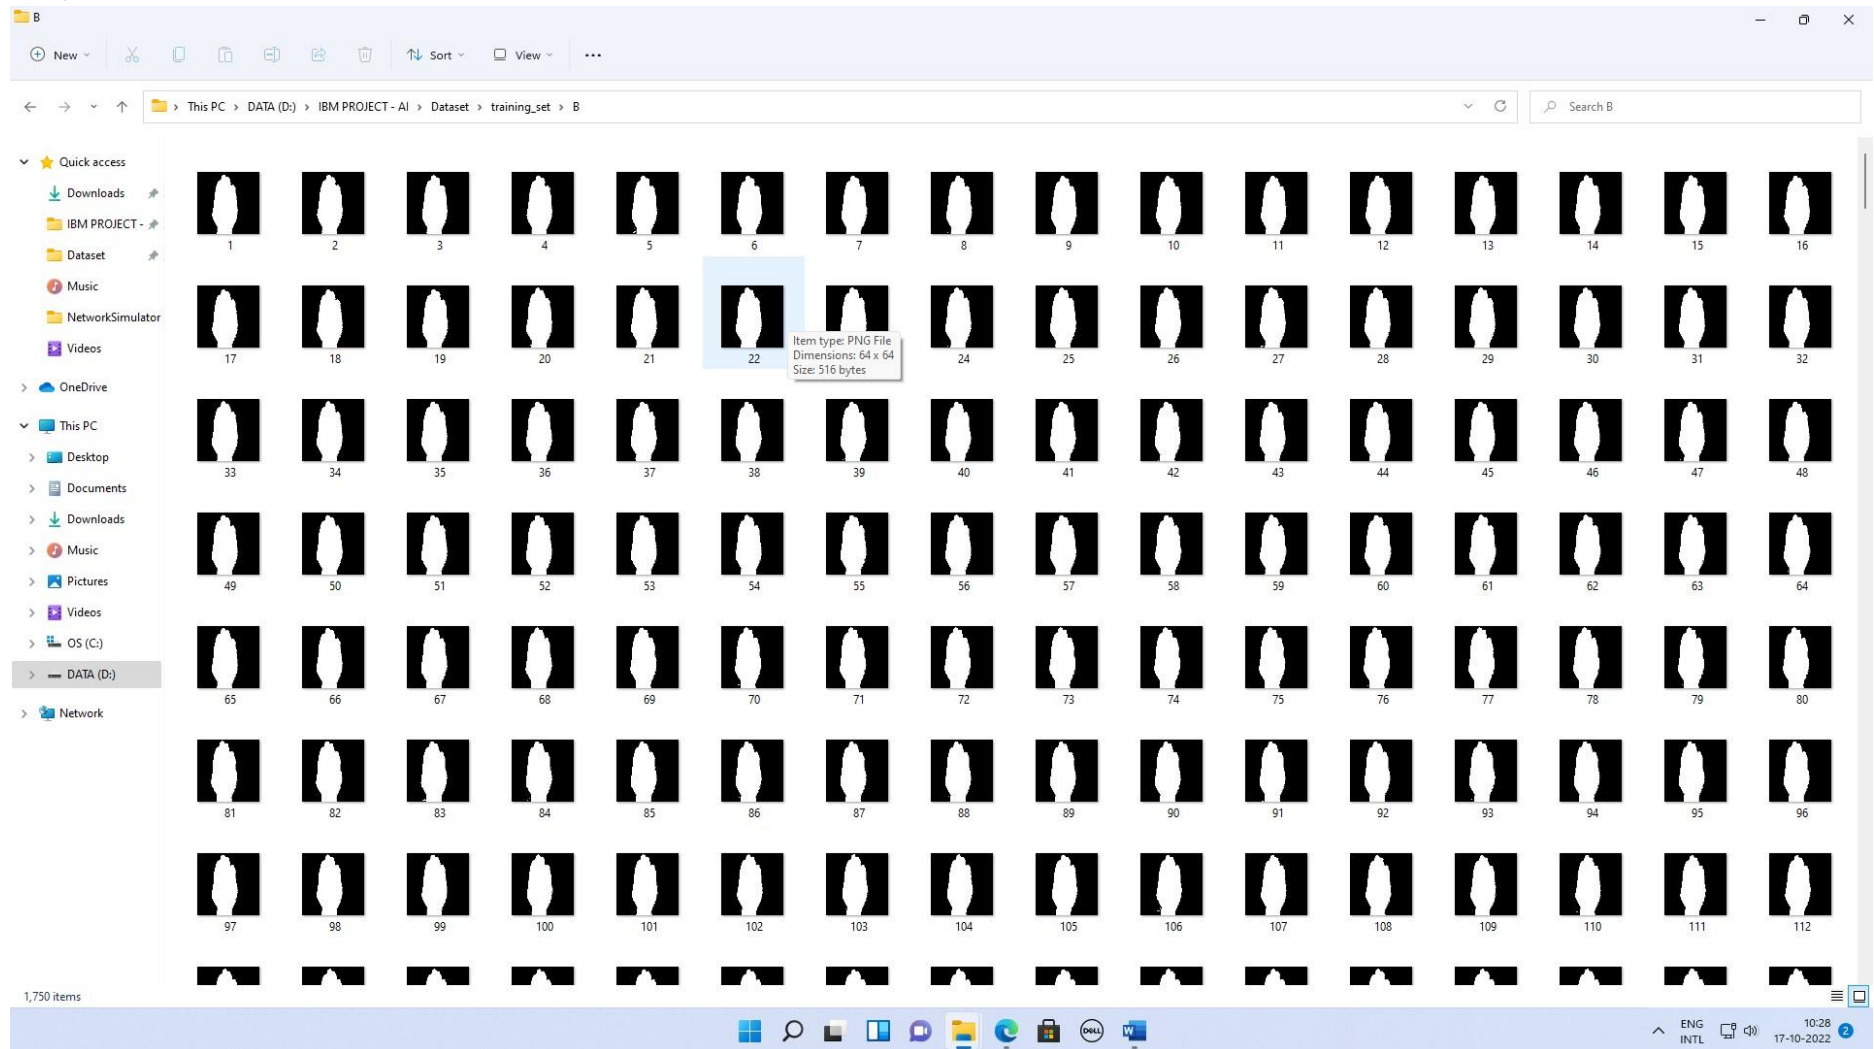 B
New
Sort
View
This PC > DATA (D:) > IBM PROJECT - AI > Dataset > training_set > B
Search B
Quick access
Downloads
IBM PROJECT -
Dataset
Music
NetworkSimulator
Videos
OneDrive
This PC
Desktop
Documents
Downloads
Music
Pictures
Videos
OS (C:)
DATA (D:)
Network
1 2 3 4 5 6 7 8 9 10 11 12 13 14 15 16
17 18 19 20 21 22 24 25 26 27 28 29 30 31 32
Item type: PNG File
Dimensions: 64 x 64
Size: 516 bytes
33 34 35 36 37 38 39 40 41 42 43 44 45 46 47 48
49 50 51 52 53 54 55 56 57 58 59 60 61 62 63 64
65 66 67 68 69 70 71 72 73 74 75 76 77 78 79 80
81 82 83 84 85 86 87 88 89 90 91 92 93 94 95 96
97 98 99 100 101 102 103 104 105 106 107 108 109 110 111 112
1,750 items
DELL
W
ENG
INTL
10:28
17-10-2022
2